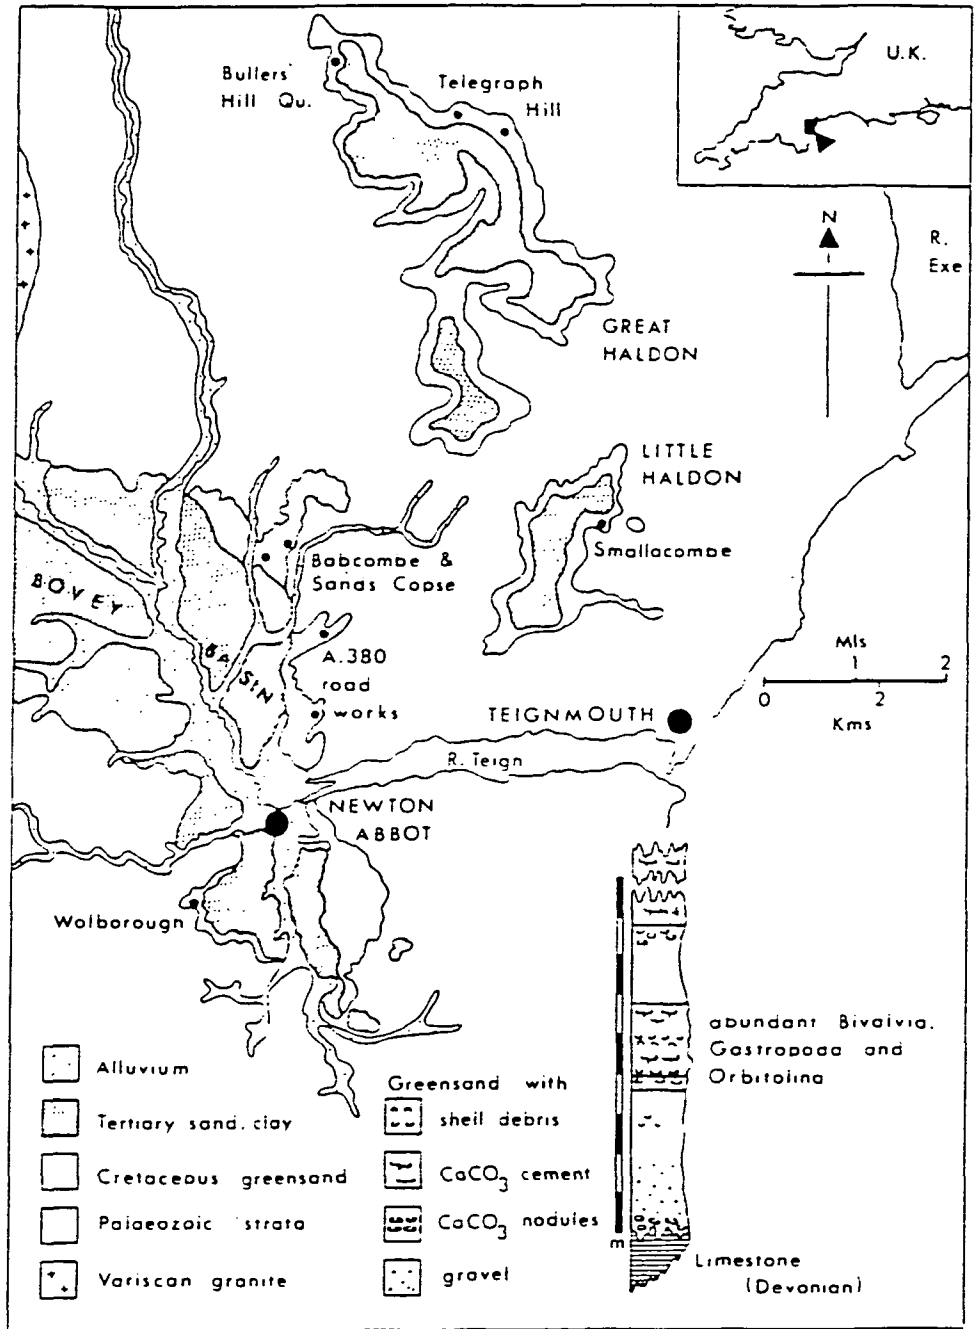 Bullers'
Hill Qu.
Telegraph
Hill
U.K.
N
R.
Exe
GREAT
HALDON
LITTLE
HALDON
Smallacombe
Babcombe &
Sands Copse
BOVEY
BASIN
A.380
road
works
Mls
1 2
0 2
Kms
TEIGNMOUTH
R. Teign
NEWTON
ABBOT
Wolborough
abundant Bivalvia,
Gastropoda and
Orbitolina
m
Limestone
(Devonian)
Alluvium
Tertiary sand, clay
Cretaceous greensand
Palaeozoic strata
Variscan granite
Greensand with
shell debris
CaCO3 cement
CaCO3 nodules
gravel